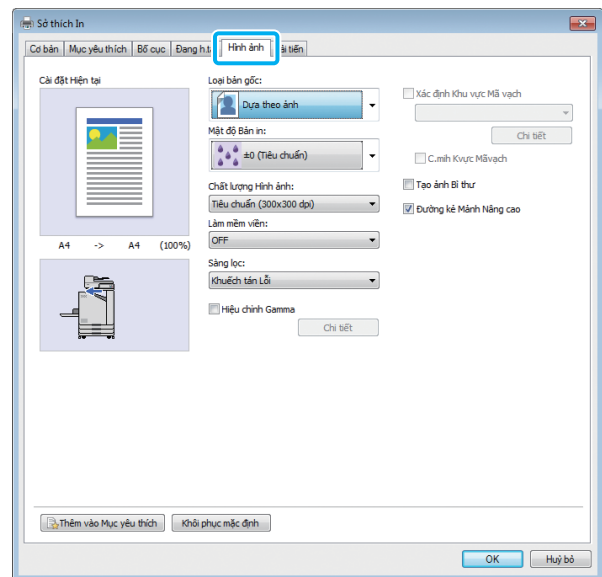 Sở thích In
Cơ bản Mục yêu thích Bố cục Đang h.t. Hình ảnh ải tiến
Cài đặt Hiện tại
A4 -> A4 (100%)
Loại bản gốc:
Dựa theo ảnh
Mật độ Bản in:
±0 (Tiêu chuẩn)
Chất lượng Hình ảnh:
Tiêu chuẩn (300x300 dpi)
Làm mềm viền:
OFF
Sàng lọc:
Khuếch tán Lỗi
Hiệu chỉnh Gamma
Chi tiết
Xác định Khu vực Mã vạch
Chi tiết
C.mih Kvực Mãvạch
Tạo ảnh Bì thư
Đường kẻ Mảnh Nâng cao
Thêm vào Mục yêu thích Khôi phục mặc định
OK Huỷ bỏ